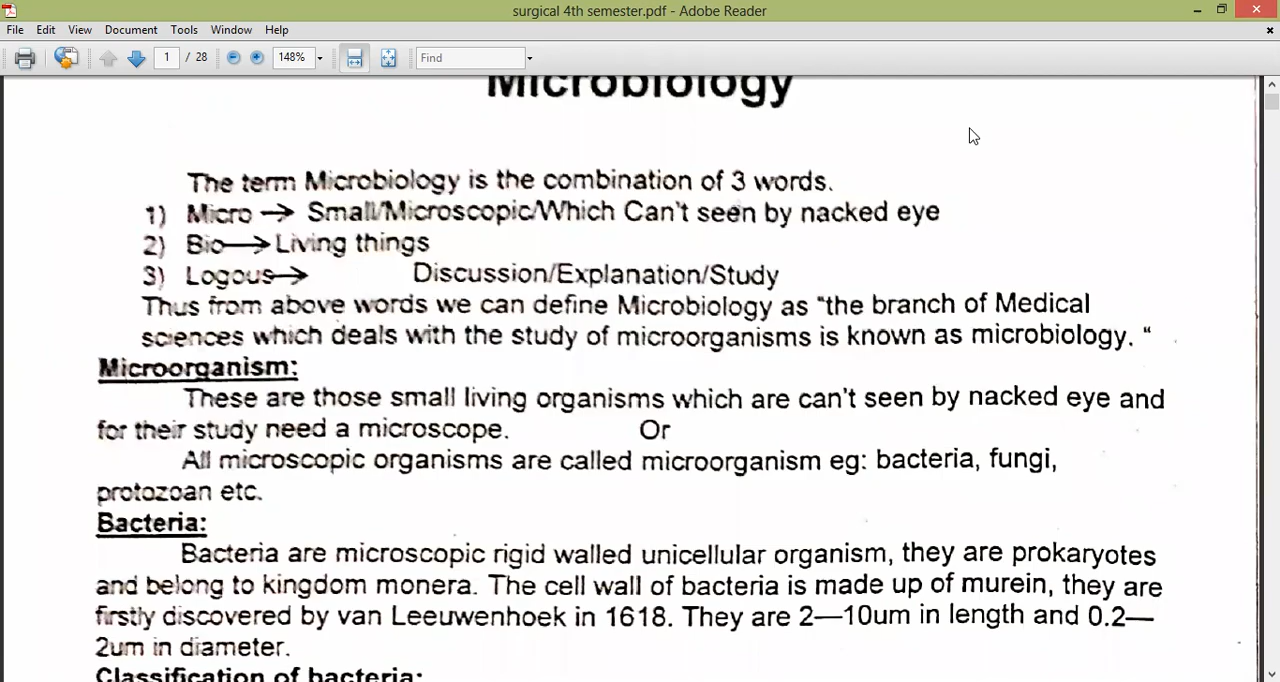 surgical 4th semester.pdf - Adobe Reader
File Edit View Document Tools Window Help
1 / 28 148% Find
Microbiology
The term Microbiology is the combination of 3 words.
1) Micro → Small/Microscopic/Which Can't seen by nacked eye
2) Bio→Living things
3) Logous→ Discussion/Explanation/Study
Thus from above words we can define Microbiology as "the branch of Medical
sciences which deals with the study of microorganisms is known as microbiology. "
Microorganism:
These are those small living organisms which are can't seen by nacked eye and
for their study need a microscope. Or
All microscopic organisms are called microorganism eg: bacteria, fungi,
protozoan etc.
Bacteria:
Bacteria are microscopic rigid walled unicellular organism, they are prokaryotes
and belong to kingdom monera. The cell wall of bacteria is made up of murein, they are
firstly discovered by van Leeuwenhoek in 1618. They are 2—10um in length and 0.2—
2um in diameter.
Classification of bacteria: